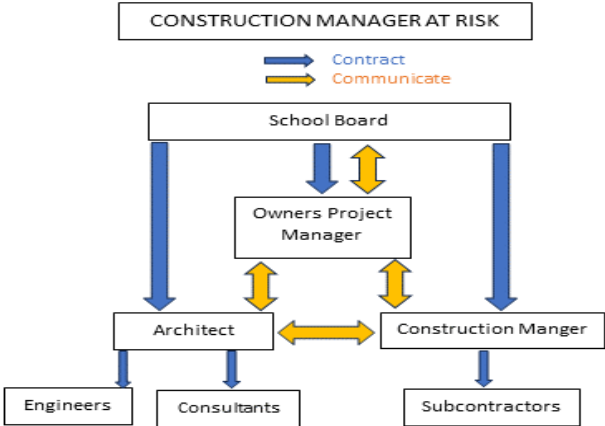 CONSTRUCTION MANAGER AT RISK
Contract
Communicate
School Board
Owners Project
Manager
Architect
Construction Manger
Engineers
Consultants
Subcontractors